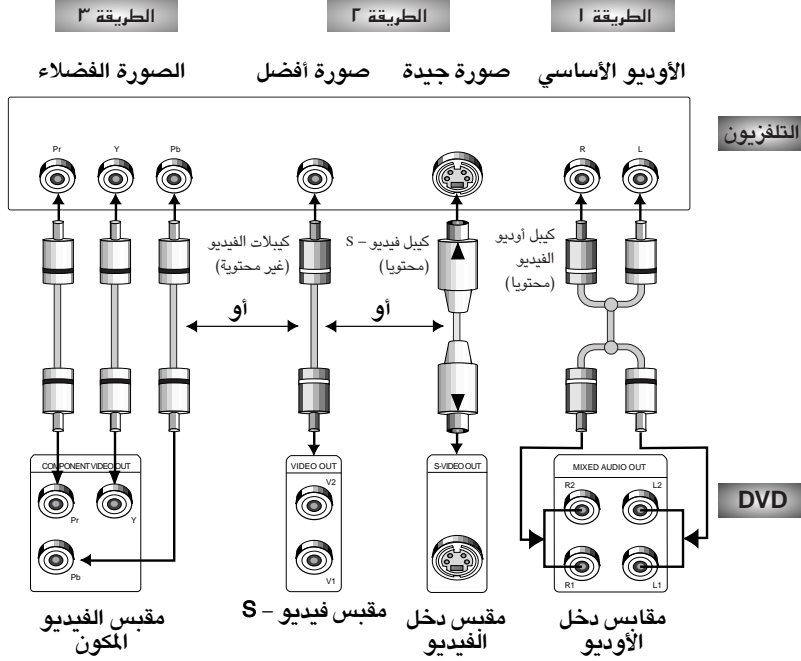 الطريقة ١
الطريقة ٢
الطريقة ٣
الأوديو الأساسي
صورة جيدة
صورة أفضل
الصورة الفضلاء
التلفزيون
Pr
Y
Pb
R
L
كيبل أوديو
الفيديو
(محتويا)
كيبل فيديو – S
(محتويا)
كيبلات الفيديو
(غير محتوية)
أو
أو
COMPONENT VIDEO OUT
Pr
Y
Pb
VIDEO OUT
V2
V1
S-VIDEO OUT
MIXED AUDIO OUT
R2
L2
R1
L1
DVD
مقابس دخل
الأوديو
مقبس دخل
الفيديو
مقبس فيديو – S
مقبس الفيديو
المكون